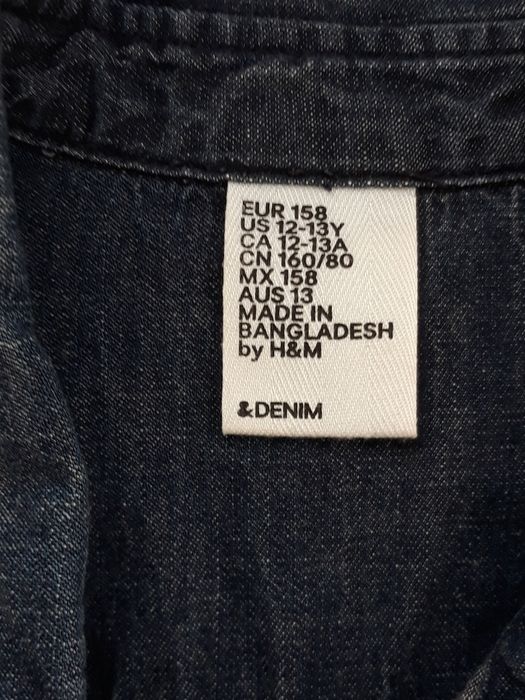 EUR 158
US 12-13Y
CA 12-13A
CN 160/80
MX 158
AUS 13
MADE IN
BANGLADESH
by H&M
&DENIM